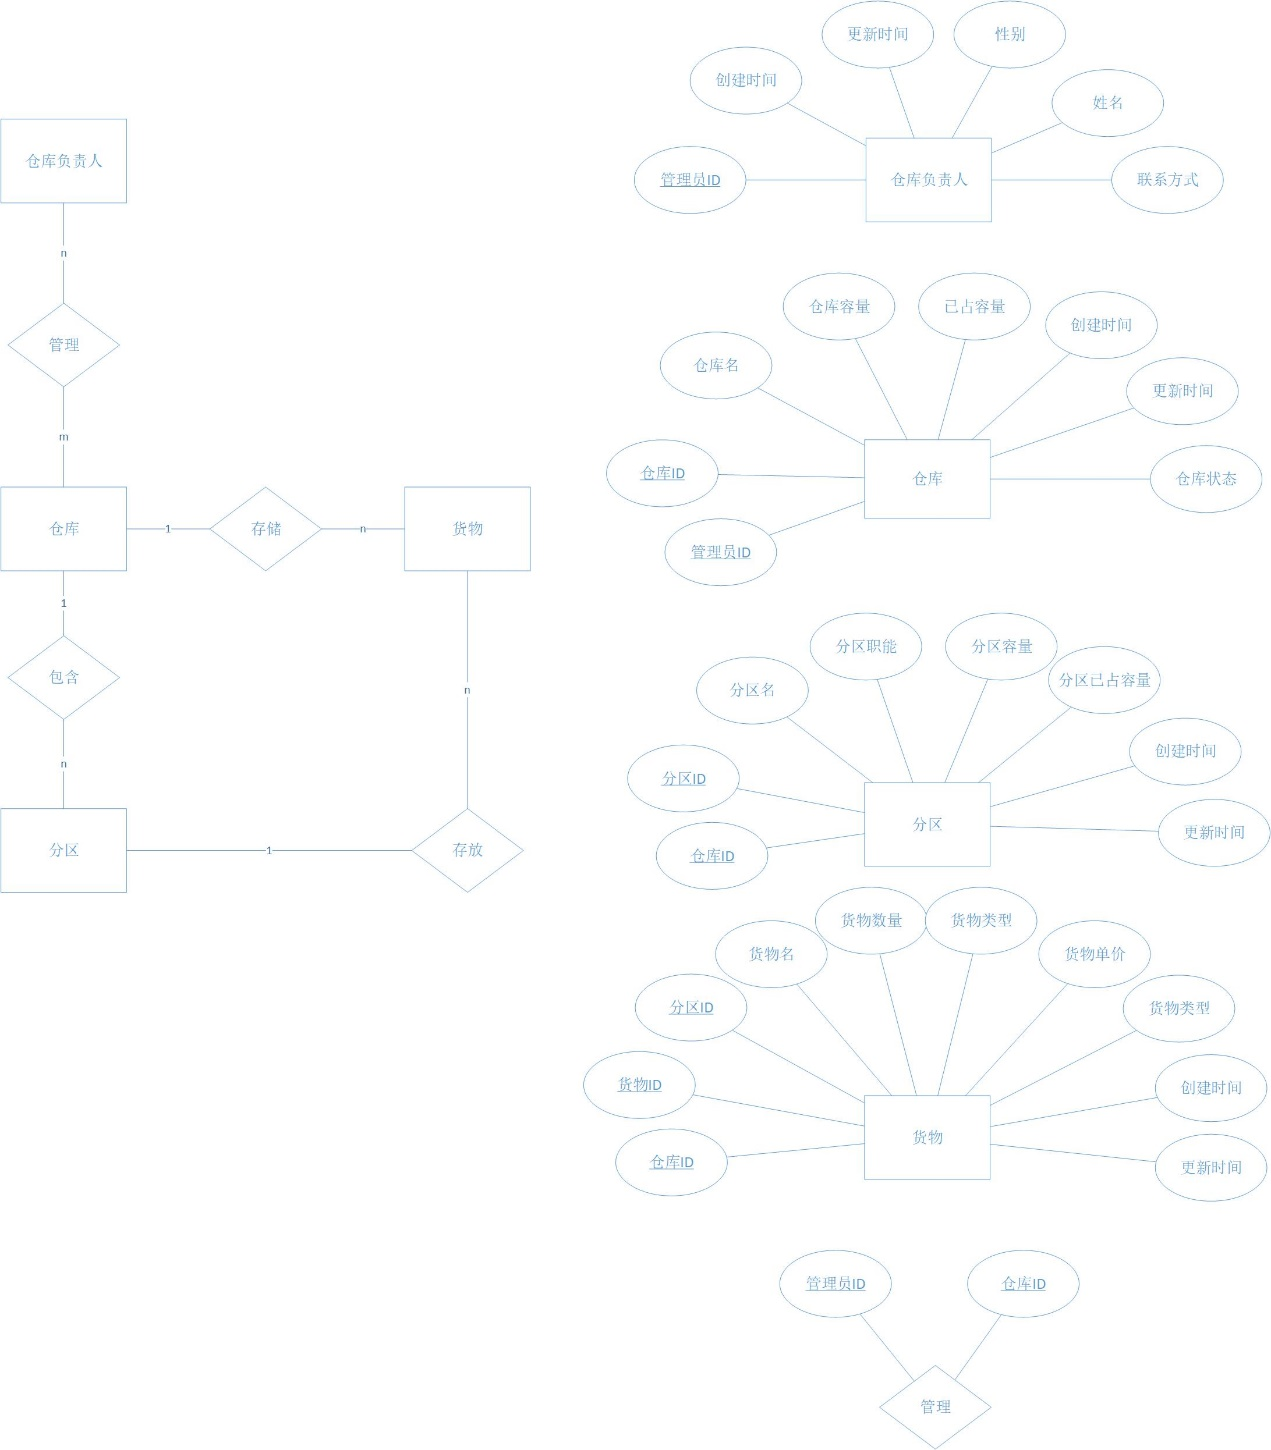 仓库负责人
n
管理
m
仓库
1
存储
n
货物
1
包含
n
n
分区
1
存放
更新时间
性别
创建时间
姓名
管理员ID
仓库负责人
联系方式
仓库容量
已占容量
创建时间
仓库名
更新时间
仓库ID
仓库
仓库状态
管理员ID
分区职能
分区容量
分区已占容量
分区名
创建时间
分区ID
分区
更新时间
仓库ID
货物数量
货物类型
货物名
货物单价
分区ID
货物类型
货物ID
创建时间
货物
仓库ID
更新时间
管理员ID
仓库ID
管理